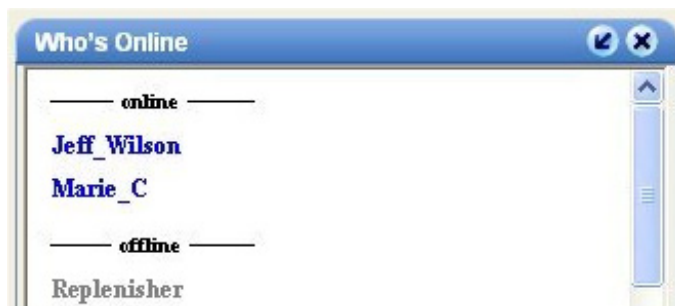 Who's Online
online
Jeff_Wilson
Marie_C
offline
Replenisher